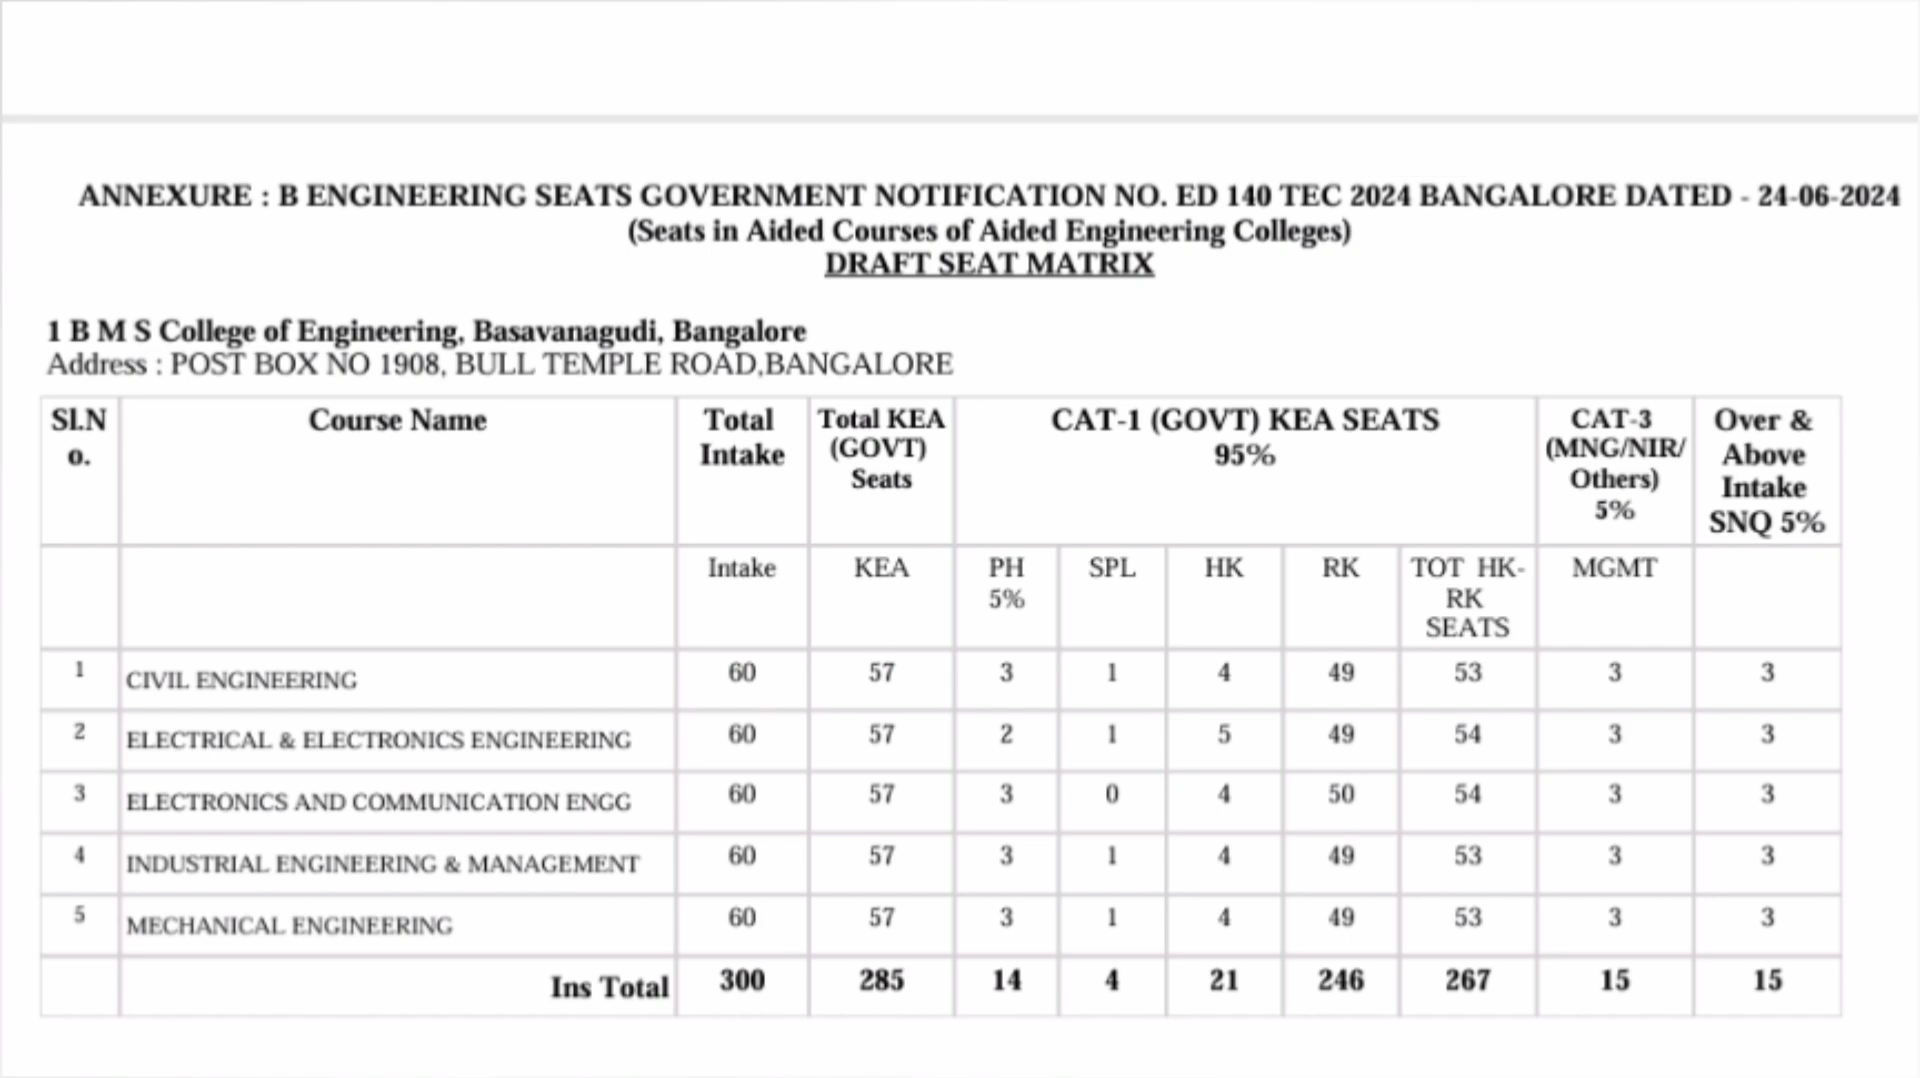 ANNEXURE : B ENGINEERING SEATS GOVERNMENT NOTIFICATION NO. ED 140 TEC 2024 BANGALORE DATED - 24-06-2024
(Seats in Aided Courses of Aided Engineering Colleges)
DRAFT SEAT MATRIX
1 B M S College of Engineering, Basavanagudi, Bangalore
Address : POST BOX NO 1908, BULL TEMPLE ROAD,BANGALORE
Sl.N o. Course Name Total Intake Total KEA (GOVT) Seats CAT-1 (GOVT) KEA SEATS 95% CAT-3 (MNG/NIR/ Others) 5% Over & Above Intake SNQ 5%
Intake KEA PH 5% SPL HK RK TOT HK- RK SEATS MGMT
1 CIVIL ENGINEERING 60 57 3 1 4 49 53 3 3
2 ELECTRICAL & ELECTRONICS ENGINEERING 60 57 2 1 5 49 54 3 3
3 ELECTRONICS AND COMMUNICATION ENGG 60 57 3 0 4 50 54 3 3
4 INDUSTRIAL ENGINEERING & MANAGEMENT 60 57 3 1 4 49 53 3 3
5 MECHANICAL ENGINEERING 60 57 3 1 4 49 53 3 3
Ins Total 300 285 14 4 21 246 267 15 15